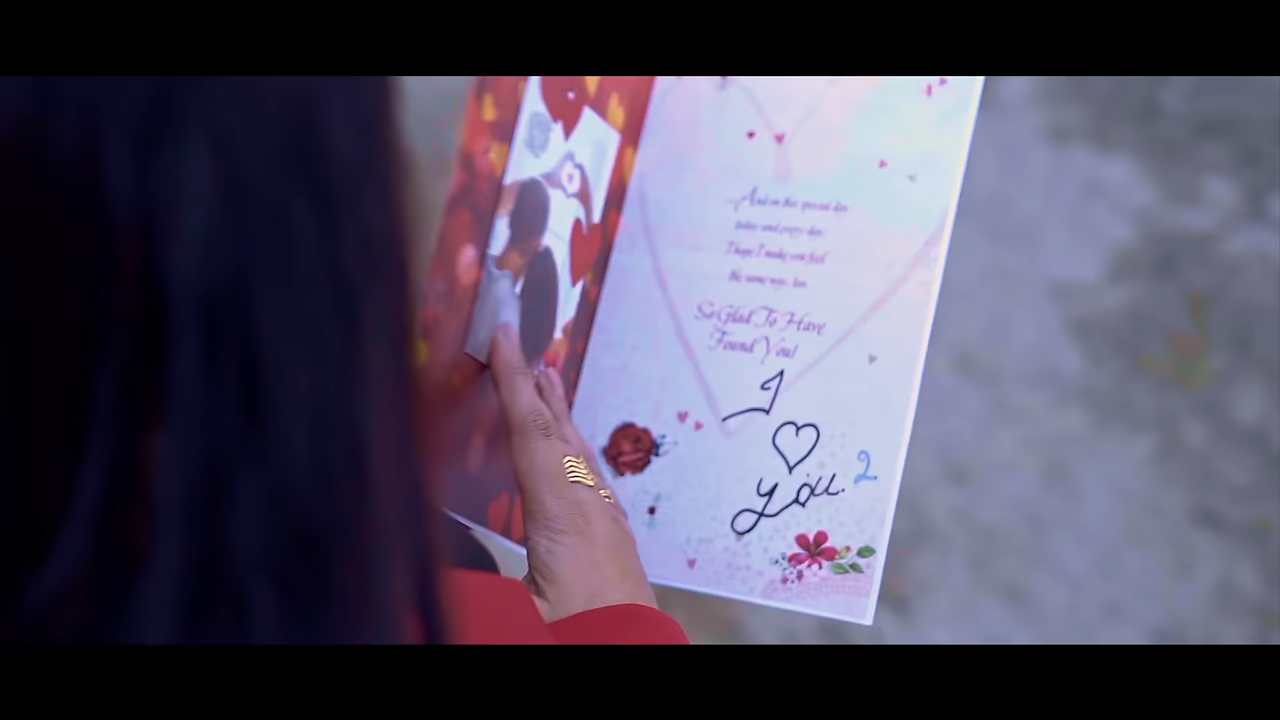 And on this special day
today and every day:
I hope I make you feel
the same way. Iam
So Glad To Have
Found You!
I
♡
you. 2